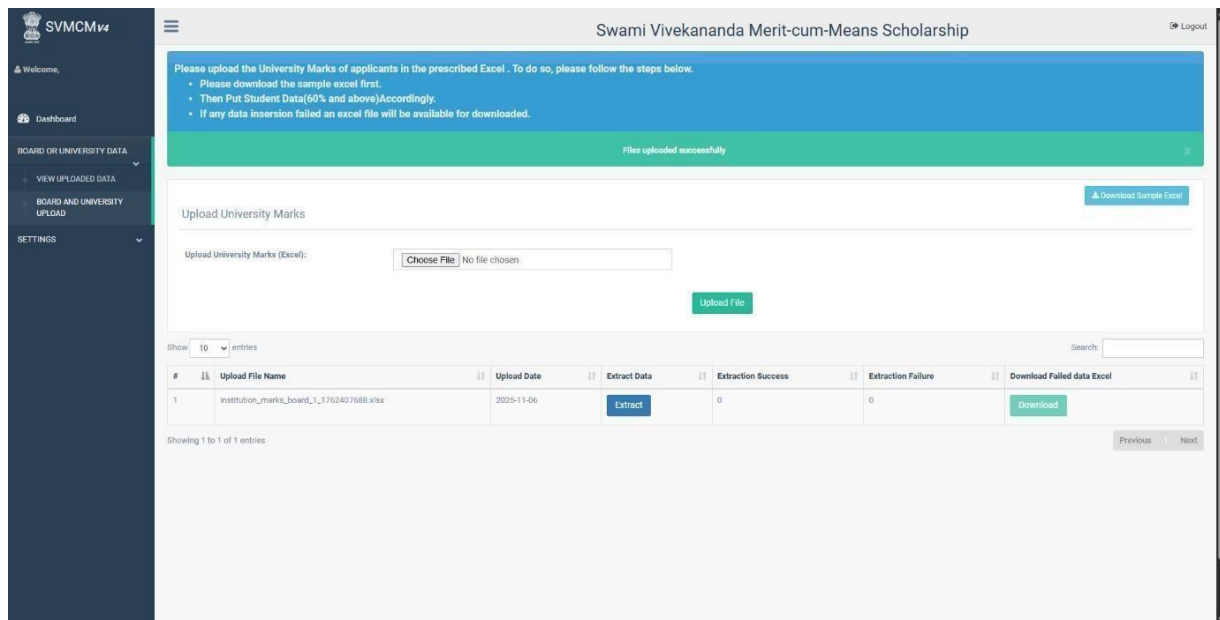 SVMCM V4
Swami Vivekananda Merit-cum-Means Scholarship
Logout
Welcome,
Dashboard
BOARD OR UNIVERSITY DATA
VIEW UPLOADED DATA
BOARD AND UNIVERSITY
UPLOAD
SETTINGS
Please upload the University Marks of applicants in the prescribed Excel . To do so, please follow the steps below.
• Please download the sample excel first.
• Then Put Student Data(60% and above)Accordingly.
• If any data insersion failed an excel file will be available for downloaded.
Files uploaded successfully
x
Download Sample Excel
Upload University Marks
Upload University Marks (Excel):
Choose File No file chosen
Upload File
Show 10 entries
Search:
# Upload File Name Upload Date Extract Data Extraction Success Extraction Failure Download Failed data Excel
1 institution_marks_board_1_1762407688.xlsx 2025-11-06 Extract 0 0 Download
Showing 1 to 1 of 1 entries
Previous 1 Next